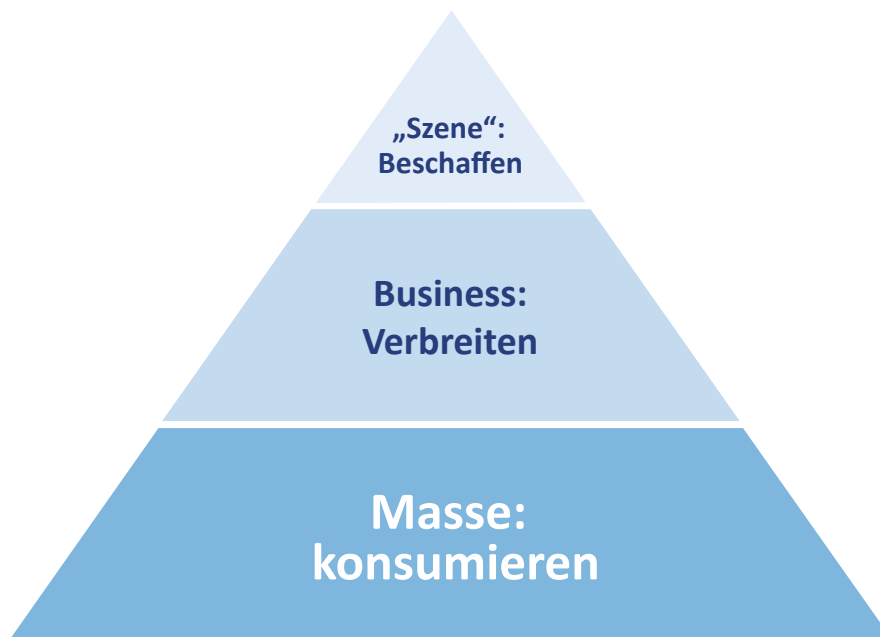 „Szene“:
Beschaffen
Business:
Verbreiten
Masse:
konsumieren